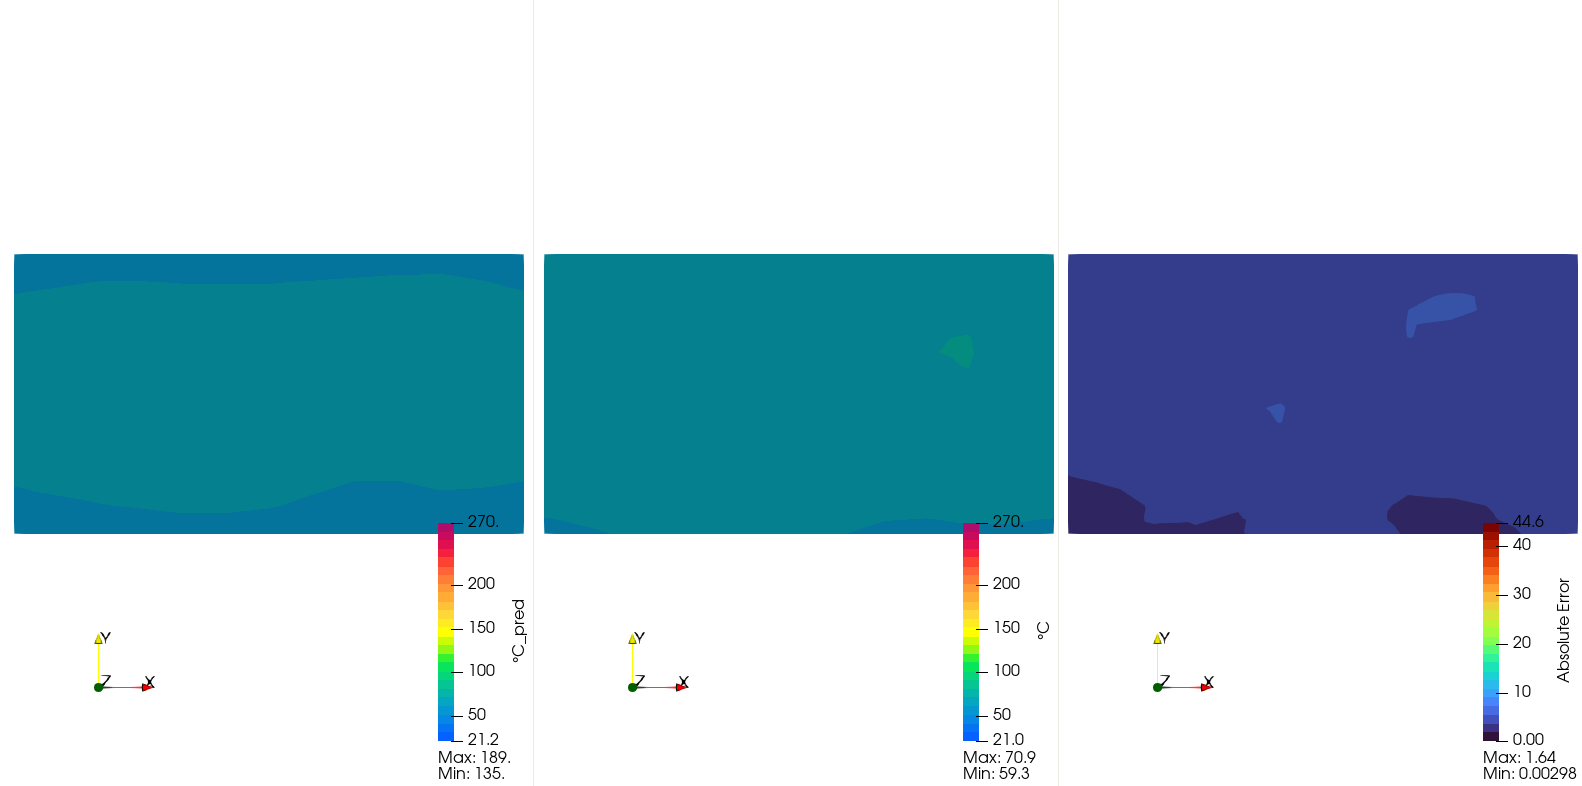 270.
200
150
100
50
21.2
°C_pred
Max: 189.
Min: 135.
Y
Z
X
270.
200
150
100
50
21.0
°C
Max: 70.9
Min: 59.3
Y
Z
X
44.6
40
30
20
10
0.00
Absolute Error
Max: 1.64
Min: 0.00298
Y
Z
X